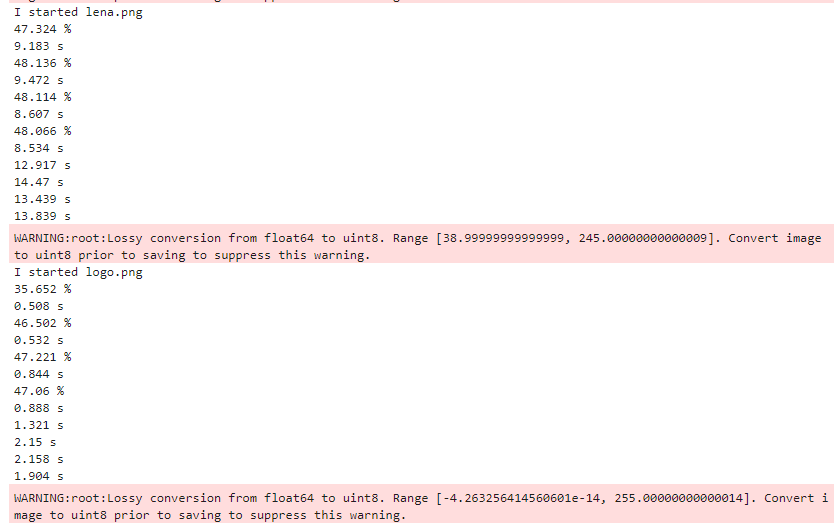 I started lena.png
47.324 %
9.183 s
48.136 %
9.472 s
48.114 %
8.607 s
48.066 %
8.534 s
12.917 s
14.47 s
13.439 s
13.839 s
WARNING:root:Lossy conversion from float64 to uint8. Range [38.99999999999999, 245.00000000000009]. Convert image
to uint8 prior to saving to suppress this warning.
I started logo.png
35.652 %
0.508 s
46.502 %
0.532 s
47.221 %
0.844 s
47.06 %
0.888 s
1.321 s
2.15 s
2.158 s
1.904 s
WARNING:root:Lossy conversion from float64 to uint8. Range [-4.263256414560601e-14, 255.00000000000014]. Convert i
mage to uint8 prior to saving to suppress this warning.